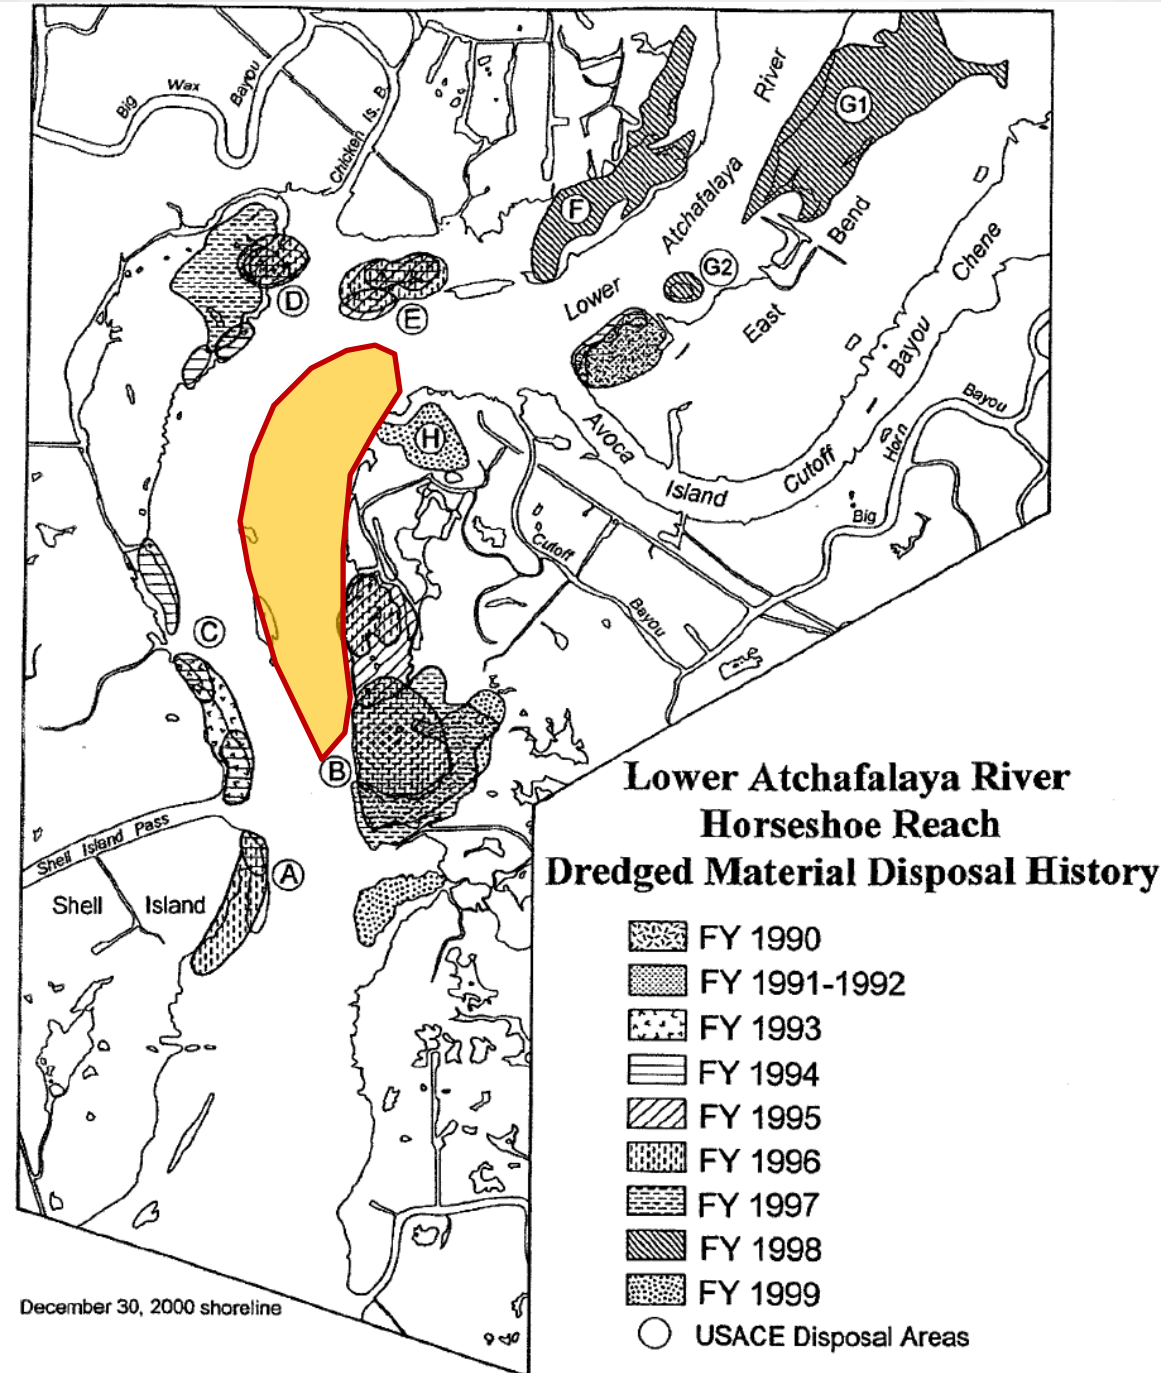 Big
Wax
Bayou
Chicken Is. B.
River
G1
Atchafalaya
F
Bend
Chene
G2
D
E
Lower
East
Bayou
Bayou
H
Avoca
Horn
Cutoff
Island
Big
Cutoff
Bayou
C
B
Lower Atchafalaya River
Horseshoe Reach
Dredged Material Disposal History
Shell Island Pass
A
Shell Island
FY 1990
FY 1991-1992
FY 1993
FY 1994
FY 1995
FY 1996
FY 1997
FY 1998
FY 1999
USACE Disposal Areas
December 30, 2000 shoreline